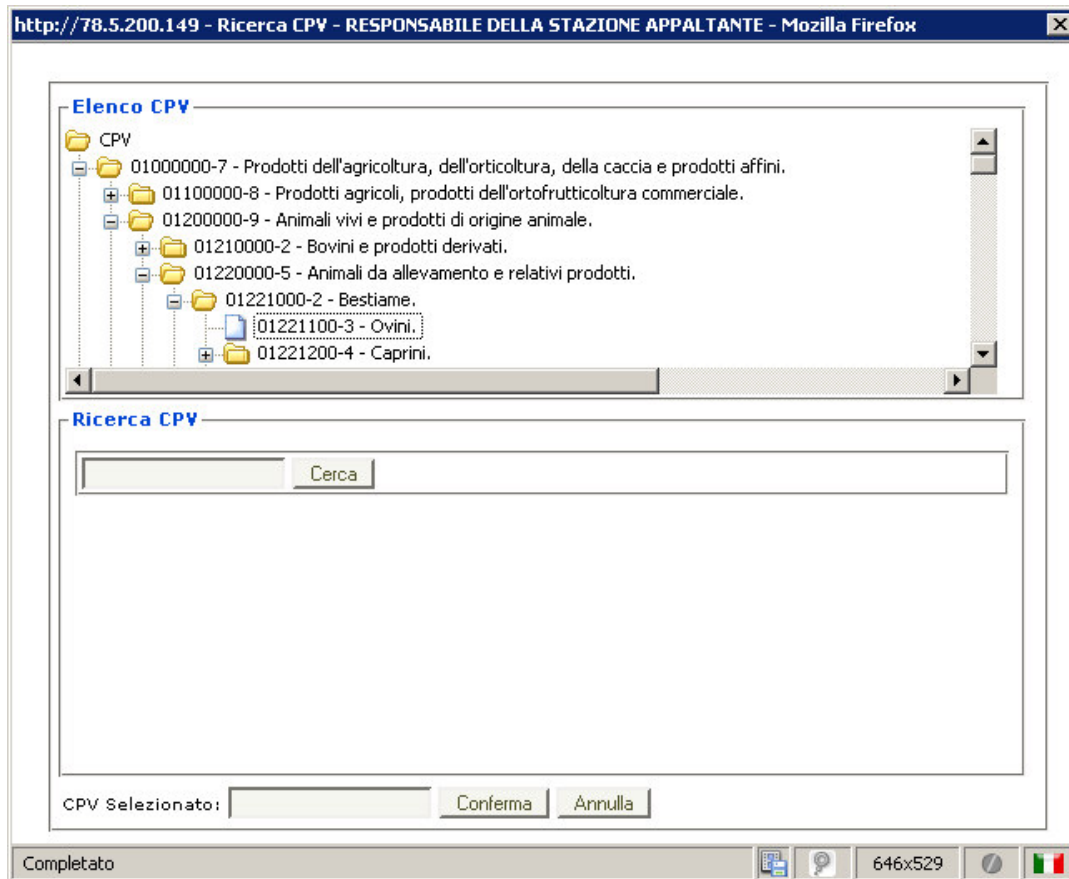 http://78.5.200.149 - Ricerca CPV - RESPONSABILE DELLA STAZIONE APPALTANTE - Mozilla Firefox
Elenco CPV
CPV
01000000-7 - Prodotti dell'agricoltura, dell'orticoltura, della caccia e prodotti affini.
01100000-8 - Prodotti agricoli, prodotti dell'ortofrutticoltura commerciale.
01200000-9 - Animali vivi e prodotti di origine animale.
01210000-2 - Bovini e prodotti derivati.
01220000-5 - Animali da allevamento e relativi prodotti.
01221000-2 - Bestiame.
01221100-3 - Ovini.
01221200-4 - Caprini.
Ricerca CPV
Cerca
CPV Selezionato: Conferma Annulla
Completato 646x529